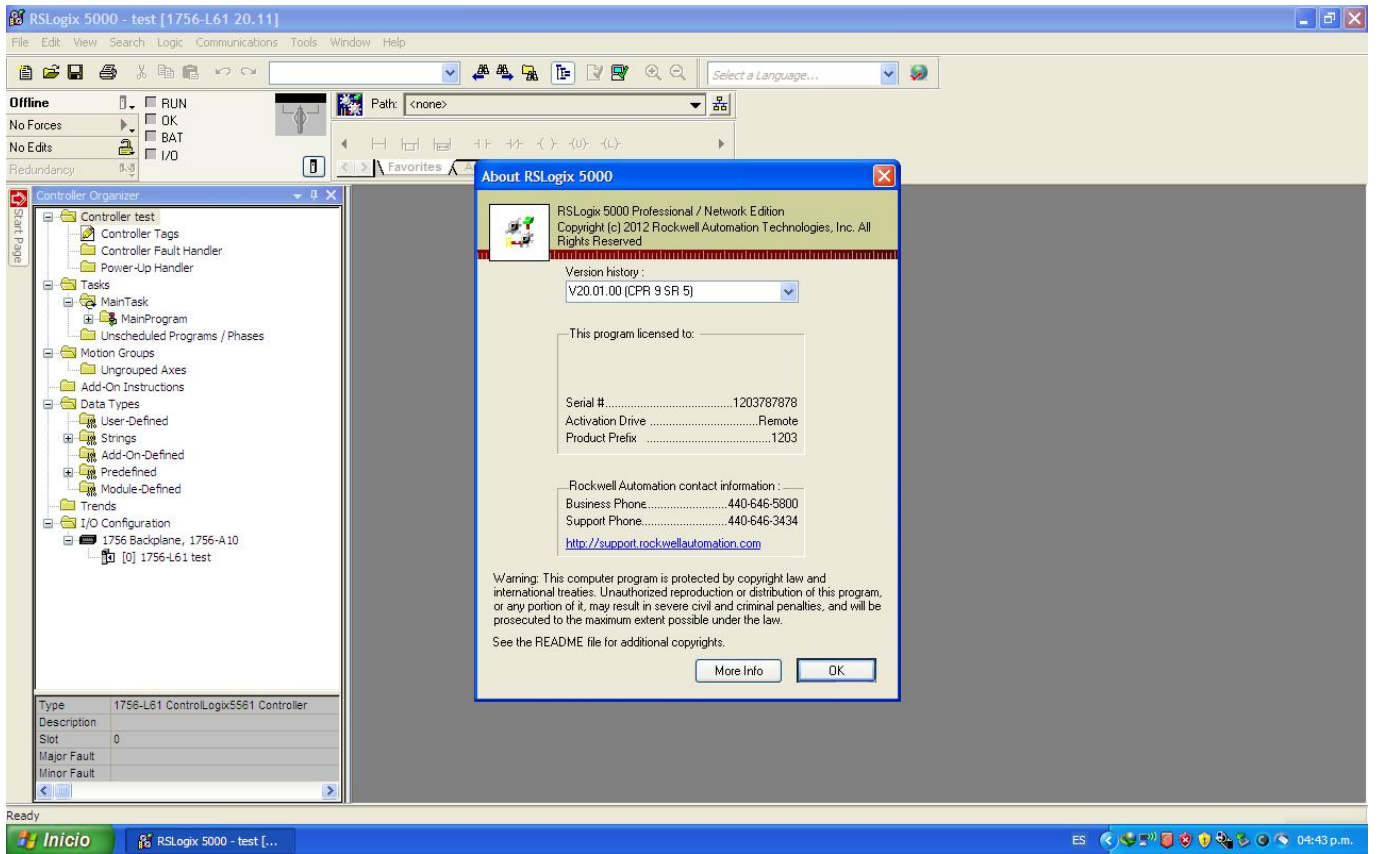 RSLogix 5000 - test [1756-L61 20.11]
File Edit View Search Logic Communications Tools Window Help
Select a Language...
Offline
RUN
No Forces
OK
No Edits
BAT
Redundancy
I/O
Path: <none>
Favorites
Start Page
Controller Organizer
Controller test
Controller Tags
Controller Fault Handler
Power-Up Handler
Tasks
MainTask
MainProgram
Unscheduled Programs / Phases
Motion Groups
Ungrouped Axes
Add-On Instructions
Data Types
User-Defined
Strings
Add-On-Defined
Predefined
Module-Defined
Trends
I/O Configuration
1756 Backplane, 1756-A10
[0] 1756-L61 test
Type 1756-L61 ControlLogix5561 Controller
Description
Slot 0
Major Fault
Minor Fault
About RSLogix 5000
RSLogix 5000 Professional / Network Edition
Copyright (c) 2012 Rockwell Automation Technologies, Inc. All
Rights Reserved
Version history :
V20.01.00 (CPR 9 SR 5)
This program licensed to:
Serial #......................................1203787878
Activation Drive ................................Remote
Product Prefix .....................................1203
Rockwell Automation contact information :
Business Phone........................440-646-5800
Support Phone..........................440-646-3434
http://support.rockwellautomation.com
Warning: This computer program is protected by copyright law and
international treaties. Unauthorized reproduction or distribution of this program,
or any portion of it, may result in severe civil and criminal penalties, and will be
prosecuted to the maximum extent possible under the law.
See the README file for additional copyrights.
More Info OK
Ready
Inicio
RSLogix 5000 - test [...
ES
04:43 p.m.